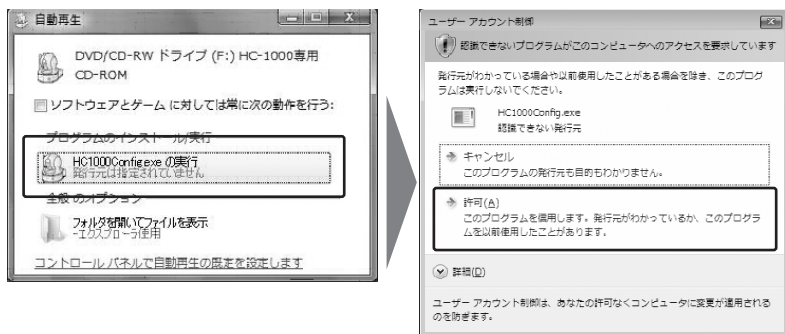 自動再生
DVD/CD-RW ドライブ (F:) HC-1000専用
CD-ROM
ソフトウェアとゲーム に対しては常に次の動作を行う:
プログラムのインストール/実行
HC1000Config.exe の実行
発行元は指定されていません
全般 のオプション
フォルダを開いてファイルを表示
-エクスプローラ使用
コントロール パネルで自動再生の既定を設定します
ユーザー アカウント制御
認識できないプログラムがこのコンピュータへのアクセスを要求しています
発行元がわかっている場合や以前使用したことがある場合を除き、このプログ
ラムは実行しないでください。
HC1000Config.exe
認識できない発行元
キャンセル
このプログラムの発行元も目的もわかりません。
許可(A)
このプログラムを信用します。発行元がわかっているか、このプログラ
ムを以前使用したことがあります。
詳細(D)
ユーザー アカウント制御は、あなたの許可なくコンピュータに変更が適用される
のを防ぎます。